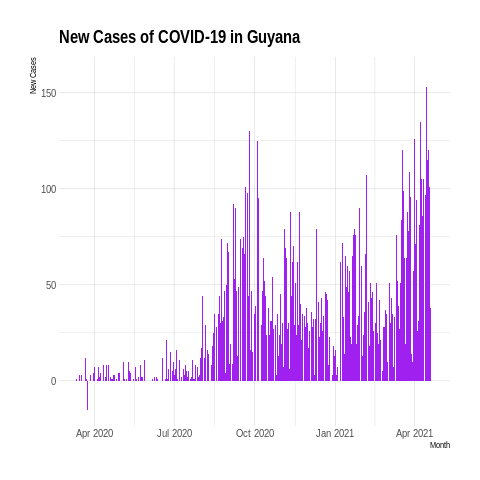 New Cases of COVID-19 in Guyana
New Cases
150
100
50
0
Apr 2020 Jul 2020 Oct 2020 Jan 2021 Apr 2021
Month